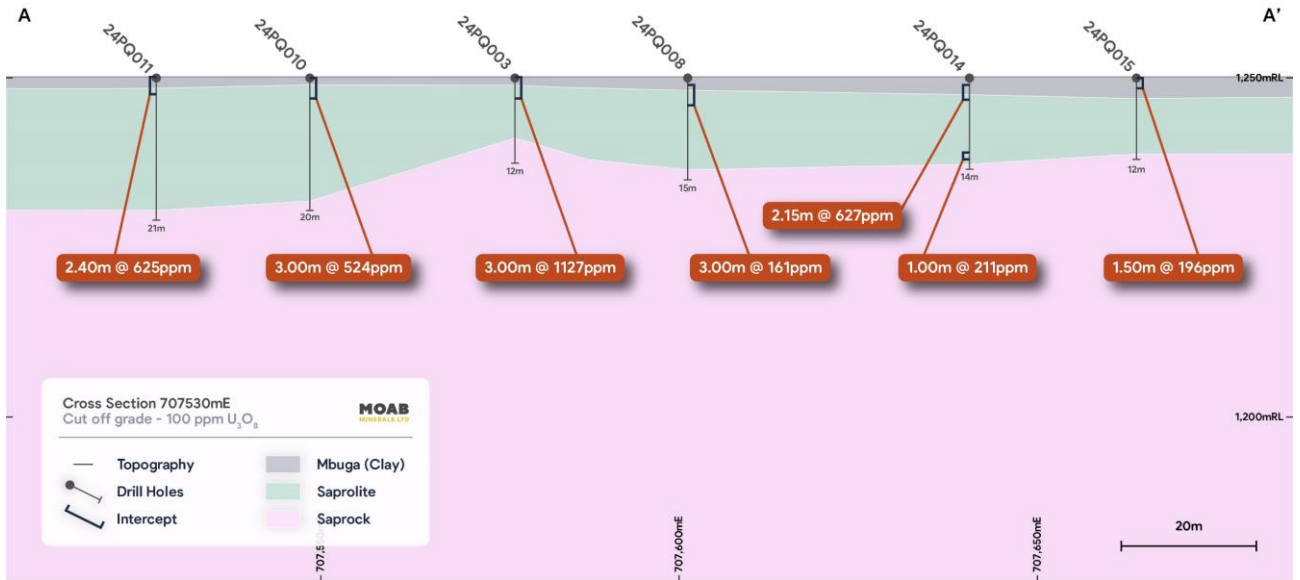 A
A'
24PQ011
24PQ010
24PQ003
24PQ008
24PQ014
24PQ015
1,250mRL
12m
12m
14m
15m
20m
21m
2.15m @ 627ppm
2.40m @ 625ppm
3.00m @ 524ppm
3.00m @ 1127ppm
3.00m @ 161ppm
1.00m @ 211ppm
1.50m @ 196ppm
Cross Section 707530mE
Cut off grade - 100 ppm U₃O₈
MOAB
MINERALS LTD
Topography
Drill Holes
Intercept
Mbuga (Clay)
Saprolite
Saprock
1,200mRL
707,600mE
707,650mE
20m